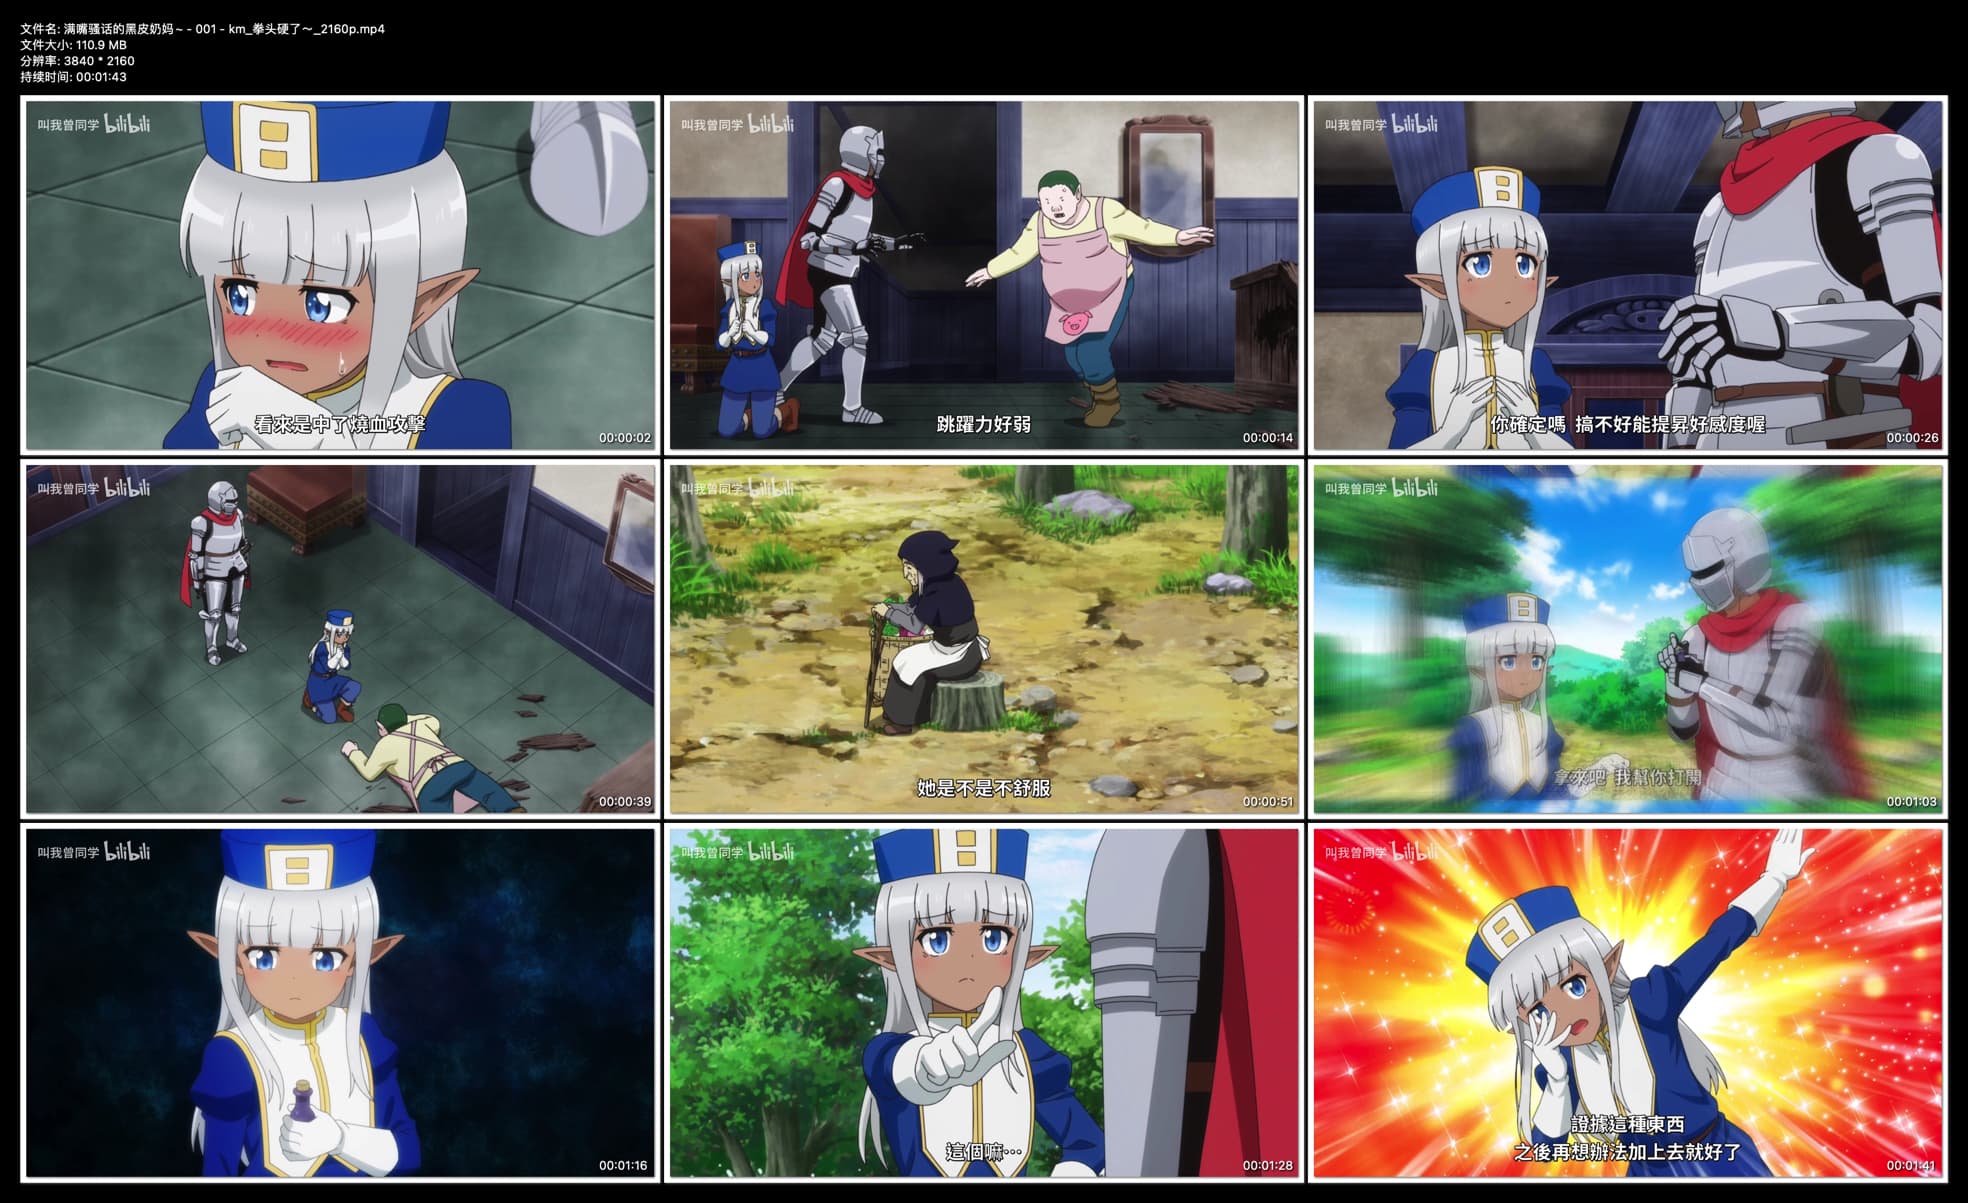 文件名: 满嘴骚话的黑皮奶妈~ - 001 - km_拳头硬了～_2160p.mp4
文件大小: 110.9 MB
分辨率: 3840 * 2160
持续时间: 00:01:43
叫我曾同学 bilibili
看來是中了燒血攻擊
00:00:02
叫我曾同学 bilibili
跳躍力好弱
00:00:14
叫我曾同学 bilibili
你確定嗎 搞不好能提昇好感度喔
00:00:26
叫我曾同学 bilibili
00:00:39
叫我曾同学 bilibili
她是不是不舒服
00:00:51
叫我曾同学 bilibili
拿來吧 我幫你打開
00:01:03
叫我曾同学 bilibili
00:01:16
叫我曾同学 bilibili
這個嘛…
00:01:28
叫我曾同学 bilibili
證據這種東西
之後再想辦法加上去就好了
00:01:41